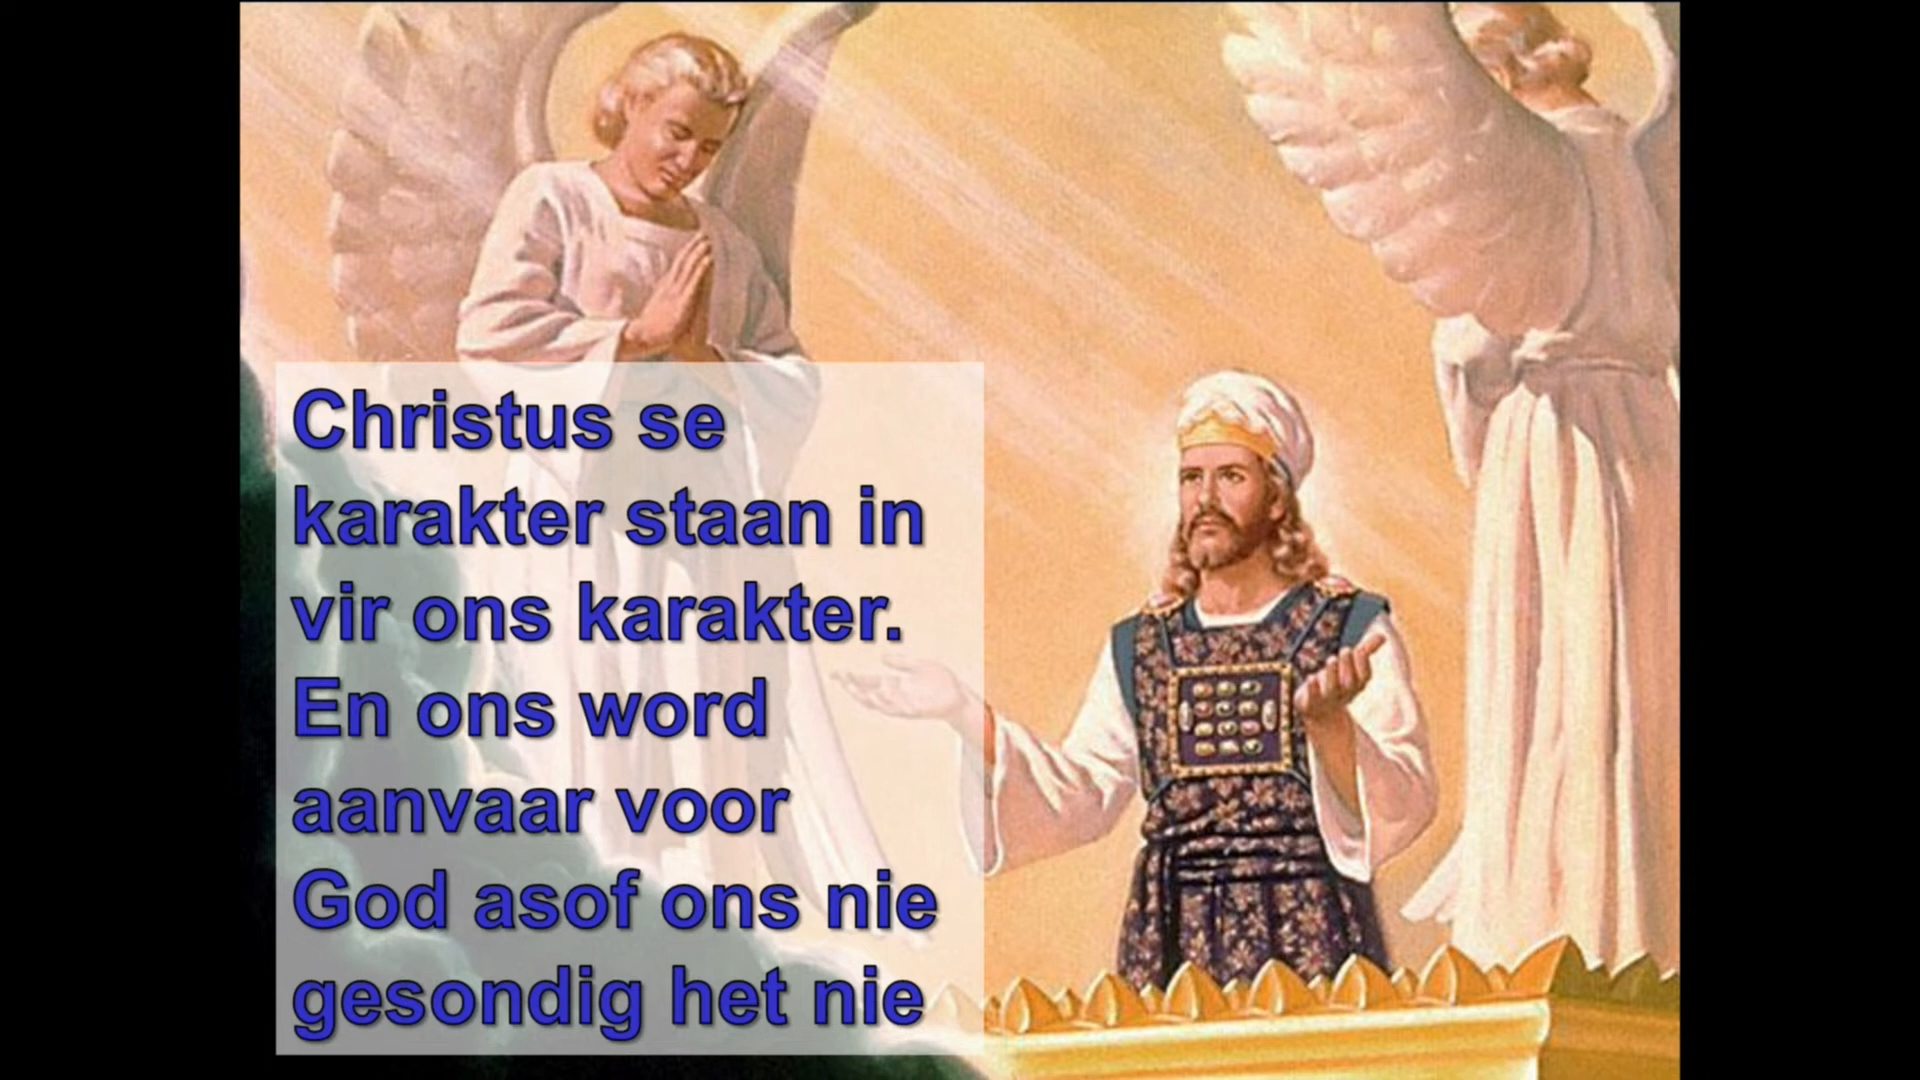 Christus se
karakter staan in
vir ons karakter.
En ons word
aanvaar voor
God asof ons nie
gesondig het nie